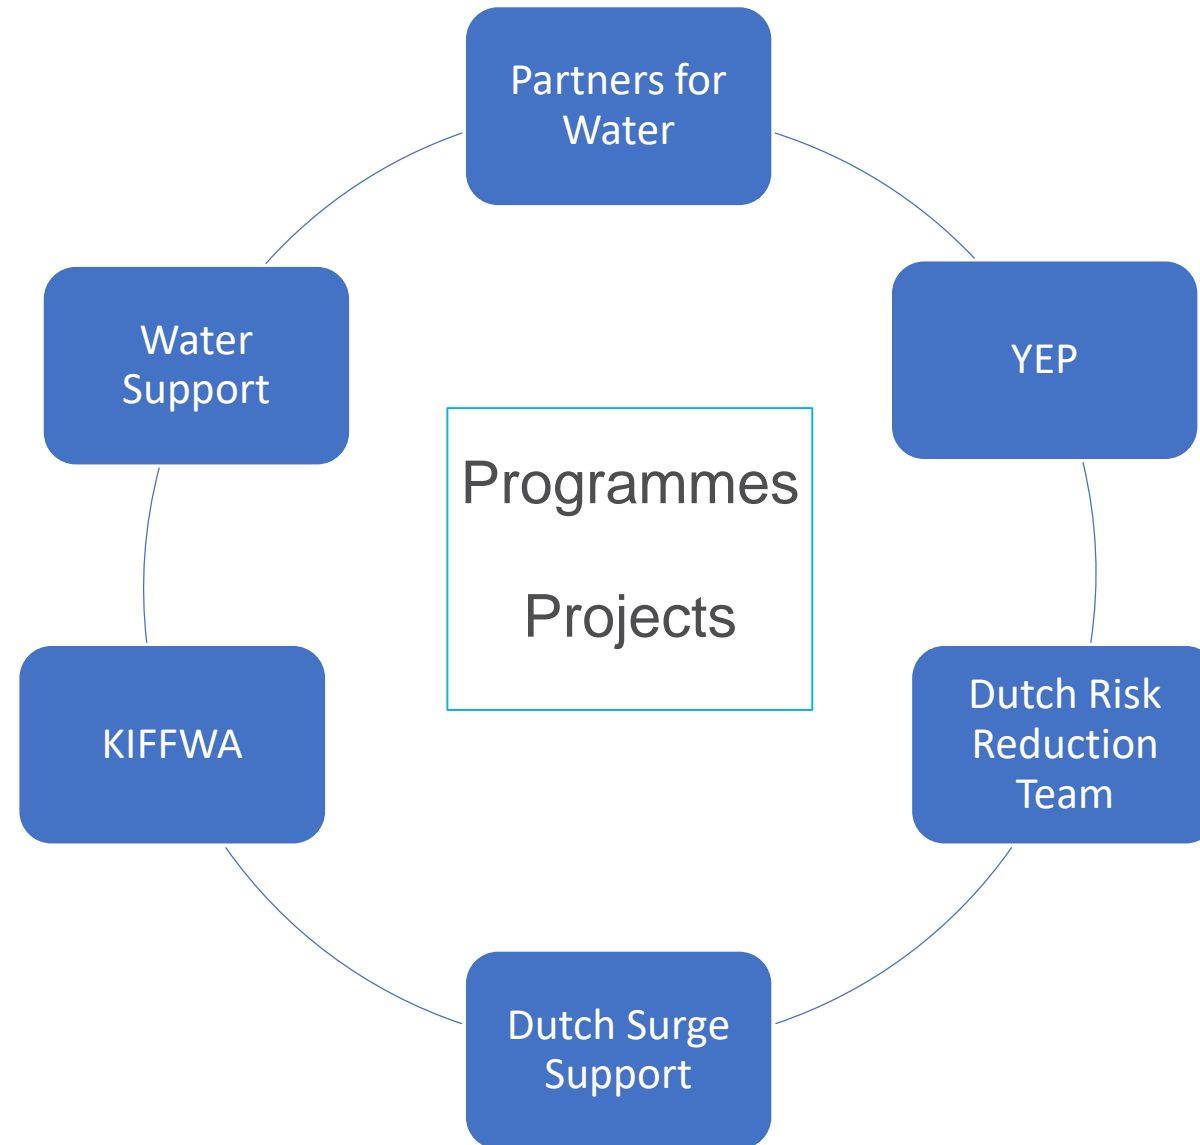 Partners for
Water
YEP
Dutch Risk
Reduction
Team
Dutch Surge
Support
KIFFWA
Water
Support
Programmes
Projects